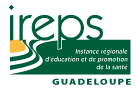 ireps
Instance régionale
d'éducation et de promotion
de la santé
GUADELOUPE